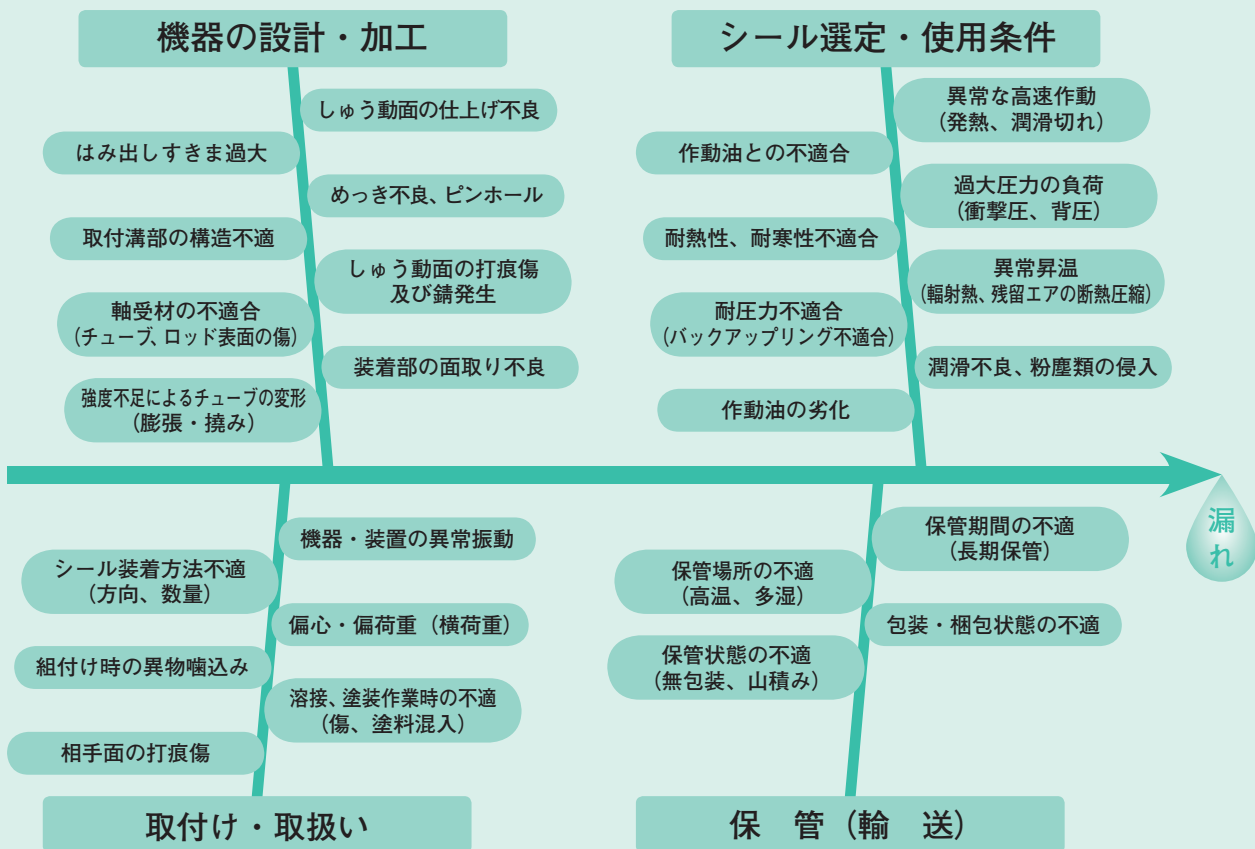 機器の設計・加工
しゅう動面の仕上げ不良
はみ出しすきま過大
めっき不良、ピンホール
取付溝部の構造不適
しゅう動面の打痕傷
及び錆発生
軸受材の不適合
(チューブ、ロッド表面の傷)
装着部の面取り不良
強度不足によるチューブの変形
(膨張・撓み)
シール選定・使用条件
異常な高速作動
(発熱、潤滑切れ)
作動油との不適合
過大圧力の負荷
(衝撃圧、背圧)
耐熱性、耐寒性不適合
異常昇温
(輻射熱、残留エアの断熱圧縮)
耐圧力不適合
(バックアップリング不適合)
潤滑不良、粉塵類の侵入
作動油の劣化
漏
れ
機器・装置の異常振動
シール装着方法不適
(方向、数量)
偏心・偏荷重(横荷重)
組付け時の異物噛込み
溶接、塗装作業時の不適
(傷、塗料混入)
相手面の打痕傷
取付け・取扱い
保管期間の不適
(長期保管)
保管場所の不適
(高温、多湿)
包装・梱包状態の不適
保管状態の不適
(無包装、山積み)
保　管(輸　送)